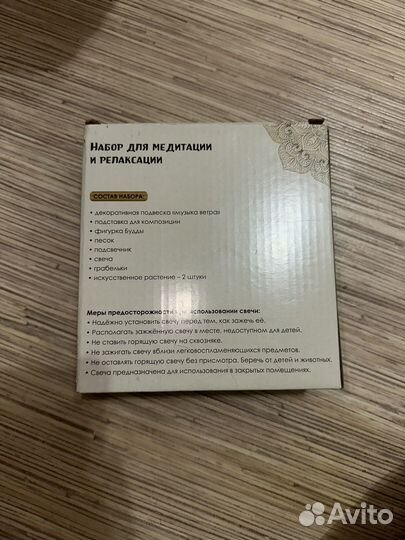 Набор для медитации
и релаксации
СОСТАВ НАБОРА:
• декоративная подвеска «музыка ветра»
• подставка для композиции
• фигурка Будды
• песок
• подсвечник
• свеча
• грабельки
• искусственное растение – 2 штуки
Меры предосторожности при использовании свечи:
• Надёжно установить свечу перед тем, как зажечь её.
• Располагать зажжённую свечу в месте, недоступном для детей.
• Не ставить горящую свечу на сквозняке.
• Не зажигать свечу вблизи легковоспламеняющихся предметов.
• Не оставлять горящую свечу без присмотра. Беречь от детей и животных.
• Свеча предназначена для использования в закрытых помещениях.
Avito